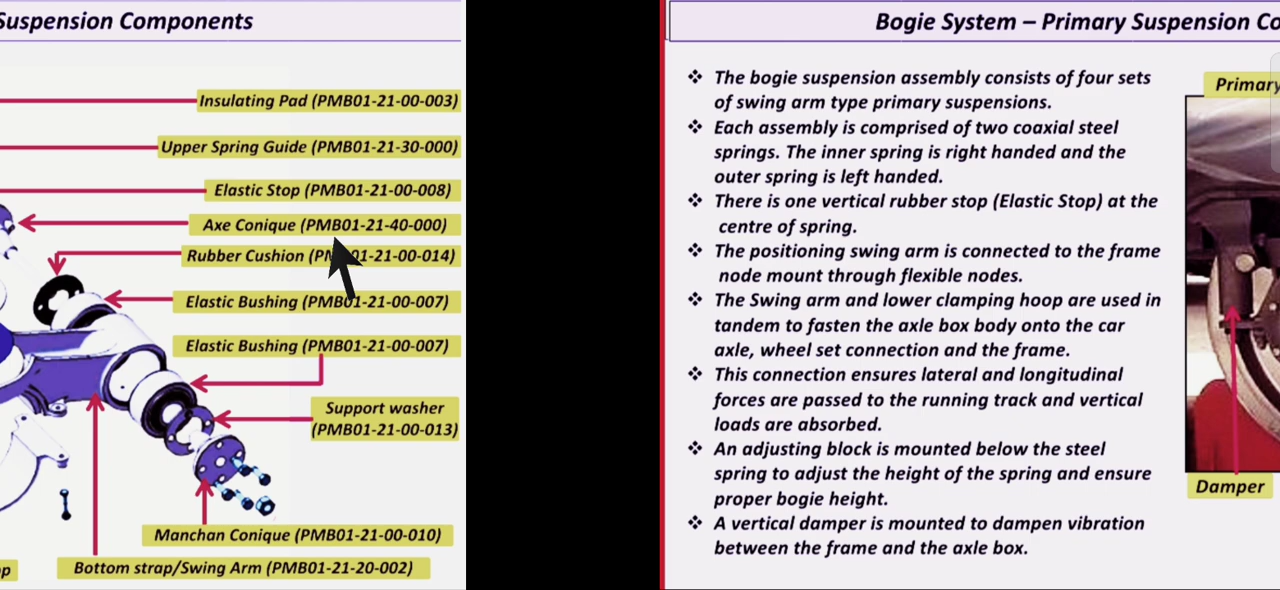 Suspension Components
Insulating Pad (PMB01-21-00-003)
Upper Spring Guide (PMB01-21-30-000)
Elastic Stop (PMB01-21-00-008)
Axe Conique (PMB01-21-40-000)
Rubber Cushion (PM 01-21-00-014)
Elastic Bushing (PMB01-21-00-007)
Elastic Bushing (PMB01-21-00-007)
Support washer
(PMB01-21-00-013)
Manchan Conique (PMB01-21-00-010)
Bottom strap/Swing Arm (PMB01-21-20-002)
Bogie System – Primary Suspension Co
❖ The bogie suspension assembly consists of four sets
of swing arm type primary suspensions.
❖ Each assembly is comprised of two coaxial steel
springs. The inner spring is right handed and the
outer spring is left handed.
❖ There is one vertical rubber stop (Elastic Stop) at the
centre of spring.
❖ The positioning swing arm is connected to the frame
node mount through flexible nodes.
❖ The Swing arm and lower clamping hoop are used in
tandem to fasten the axle box body onto the car
axle, wheel set connection and the frame.
❖ This connection ensures lateral and longitudinal
forces are passed to the running track and vertical
loads are absorbed.
❖ An adjusting block is mounted below the steel
spring to adjust the height of the spring and ensure
proper bogie height.
❖ A vertical damper is mounted to dampen vibration
between the frame and the axle box.
Primary
Damper